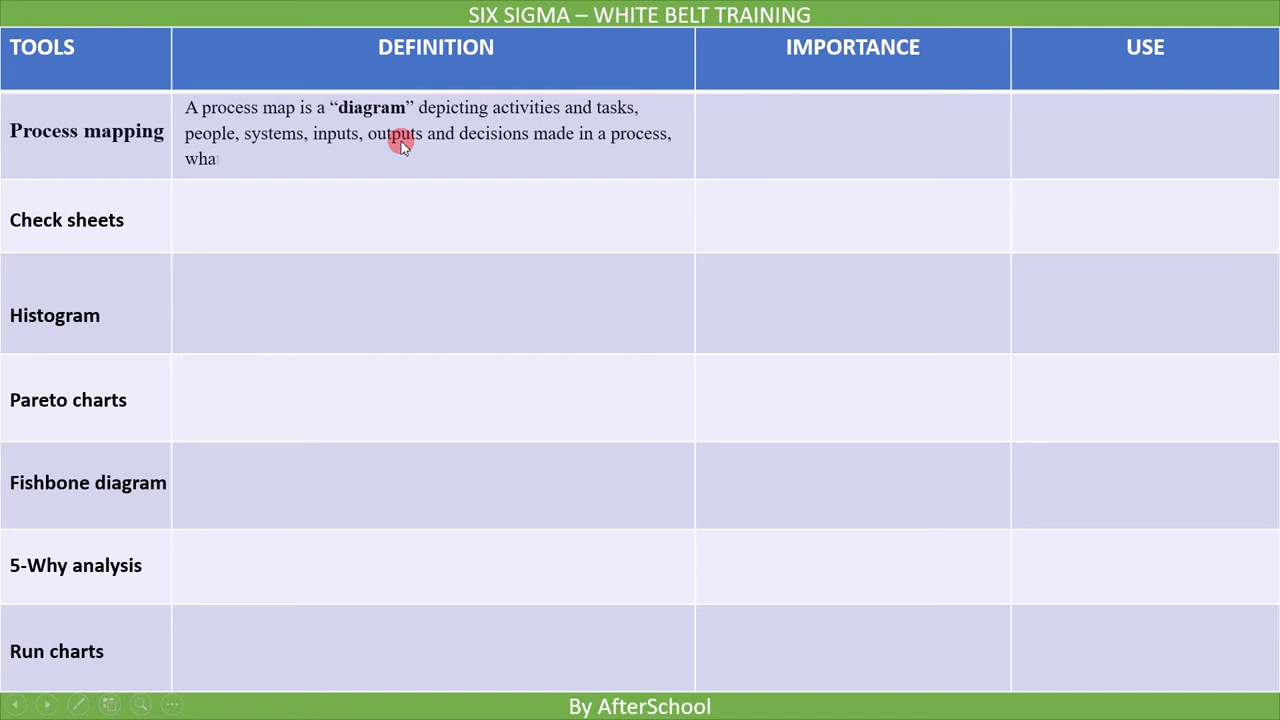 SIX SIGMA – WHITE BELT TRAINING
TOOLS
DEFINITION
IMPORTANCE
USE
Process mapping
A process map is a “diagram” depicting activities and tasks,
people, systems, inputs, outputs and decisions made in a process,
Check sheets
Histogram
Pareto charts
Fishbone diagram
5-Why analysis
Run charts
By AfterSchool